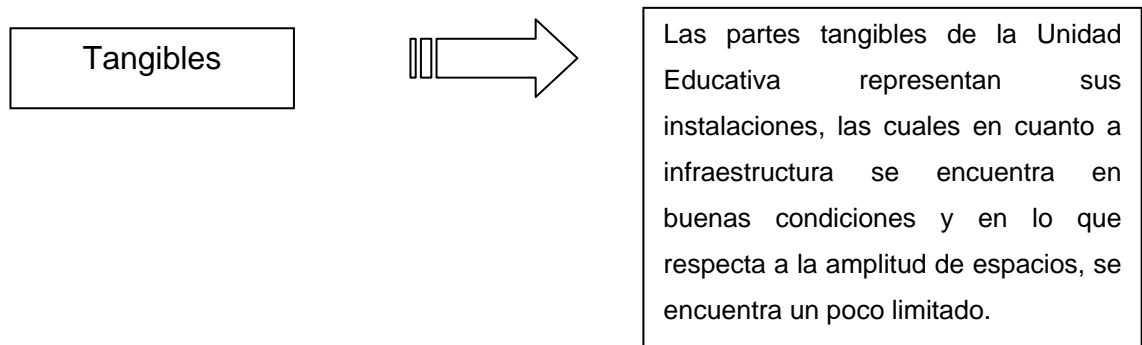 Tangibles
Las partes tangibles de la Unidad
Educativa representan sus
instalaciones, las cuales en cuanto a
infraestructura se encuentra en
buenas condiciones y en lo que
respecta a la amplitud de espacios, se
encuentra un poco limitado.